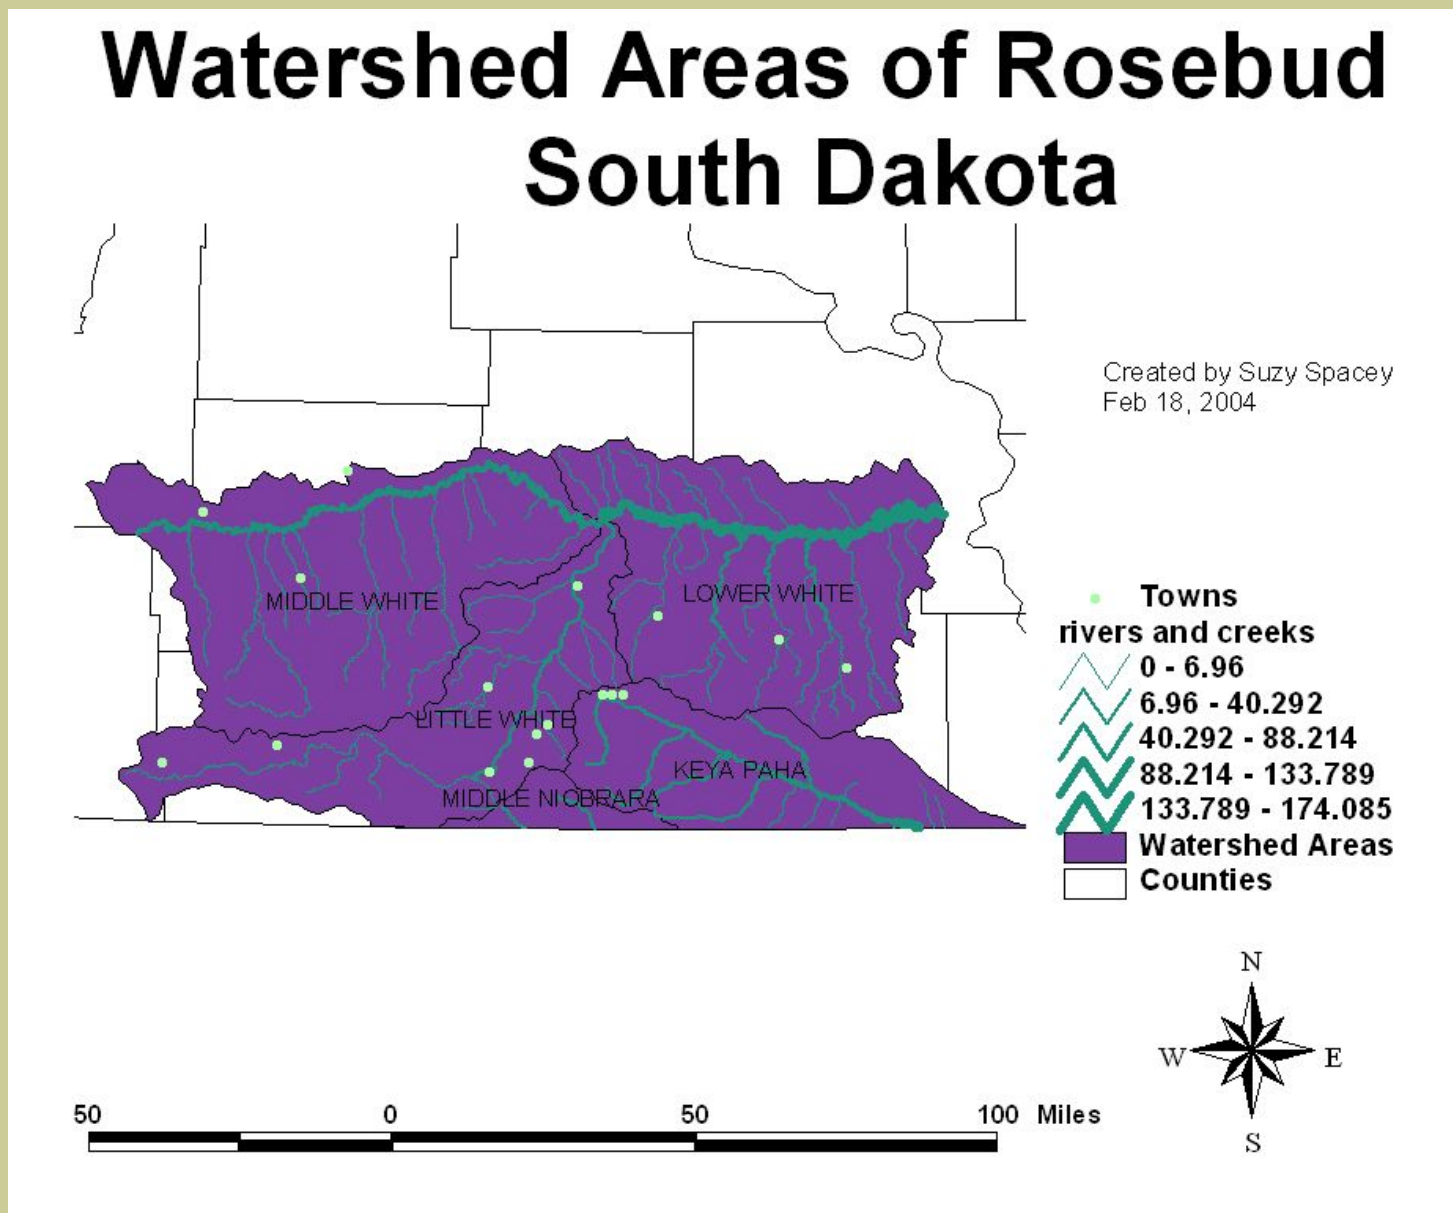 Watershed Areas of Rosebud
South Dakota
Created by Suzy Spacey
Feb 18, 2004
MIDDLE WHITE
LOWER WHITE
LITTLE WHITE
KEYA PAHA
MIDDLE NIOBRARA
Towns
rivers and creeks
0 - 6.96
6.96 - 40.292
40.292 - 88.214
88.214 - 133.789
133.789 - 174.085
Watershed Areas
Counties
N
W E
S
50 0 50 100 Miles